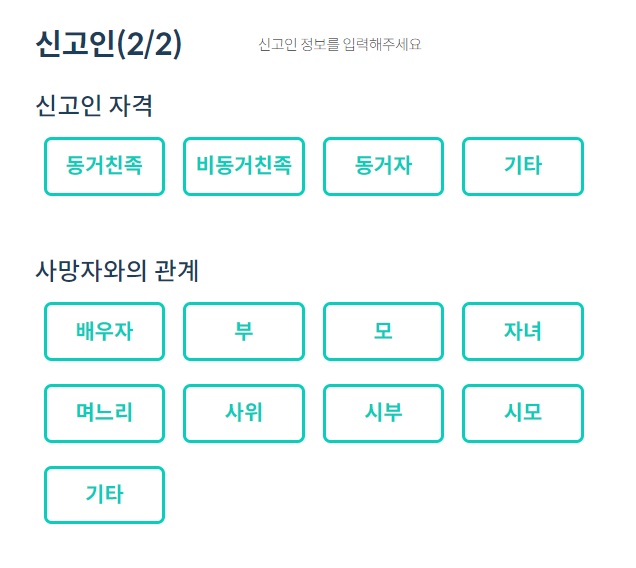 신고인(2/2) 신고인 정보를 입력해주세요
신고인 자격
동거친족 비동거친족 동거자 기타
사망자와의 관계
배우자 부 모 자녀
며느리 사위 시부 시모
기타